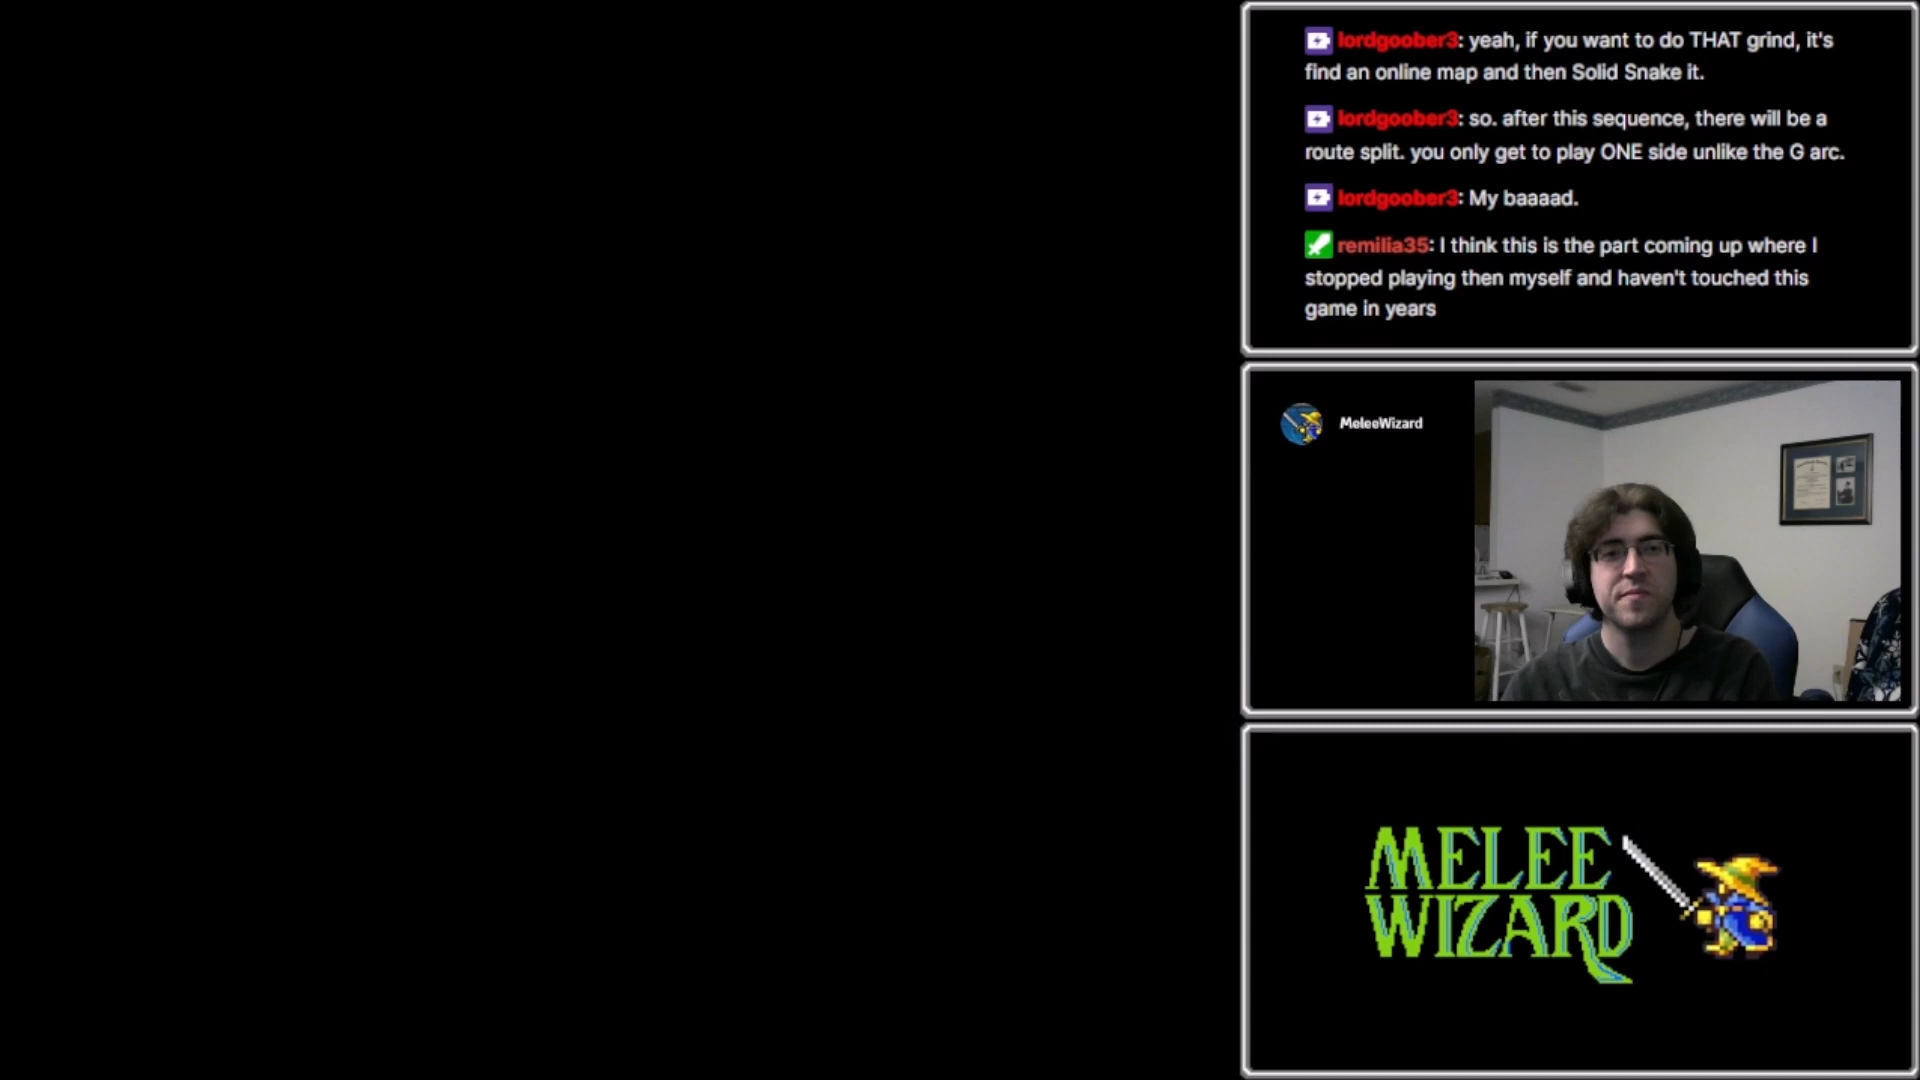 lordgoober3: yeah, if you want to do THAT grind, it's
find an online map and then Solid Snake it.
lordgoober3: so. after this sequence, there will be a
route split. you only get to play ONE side unlike the G arc.
lordgoober3: My baaaad.
remilia35: I think this is the part coming up where I
stopped playing then myself and haven't touched this
game in years
MeleeWizard
MELEE
WIZARD